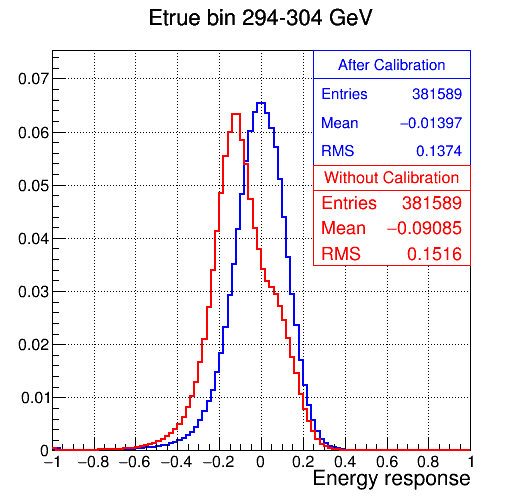 Etrue bin 294-304 GeV
After Calibration
Entries 381589
Mean −0.01397
RMS 0.1374
Without Calibration
Entries 381589
Mean −0.09085
RMS 0.1516
0.07
0.06
0.05
0.04
0.03
0.02
0.01
0
−1 −0.8 −0.6 −0.4 −0.2 0 0.2 0.4 0.6 0.8 1
Energy response